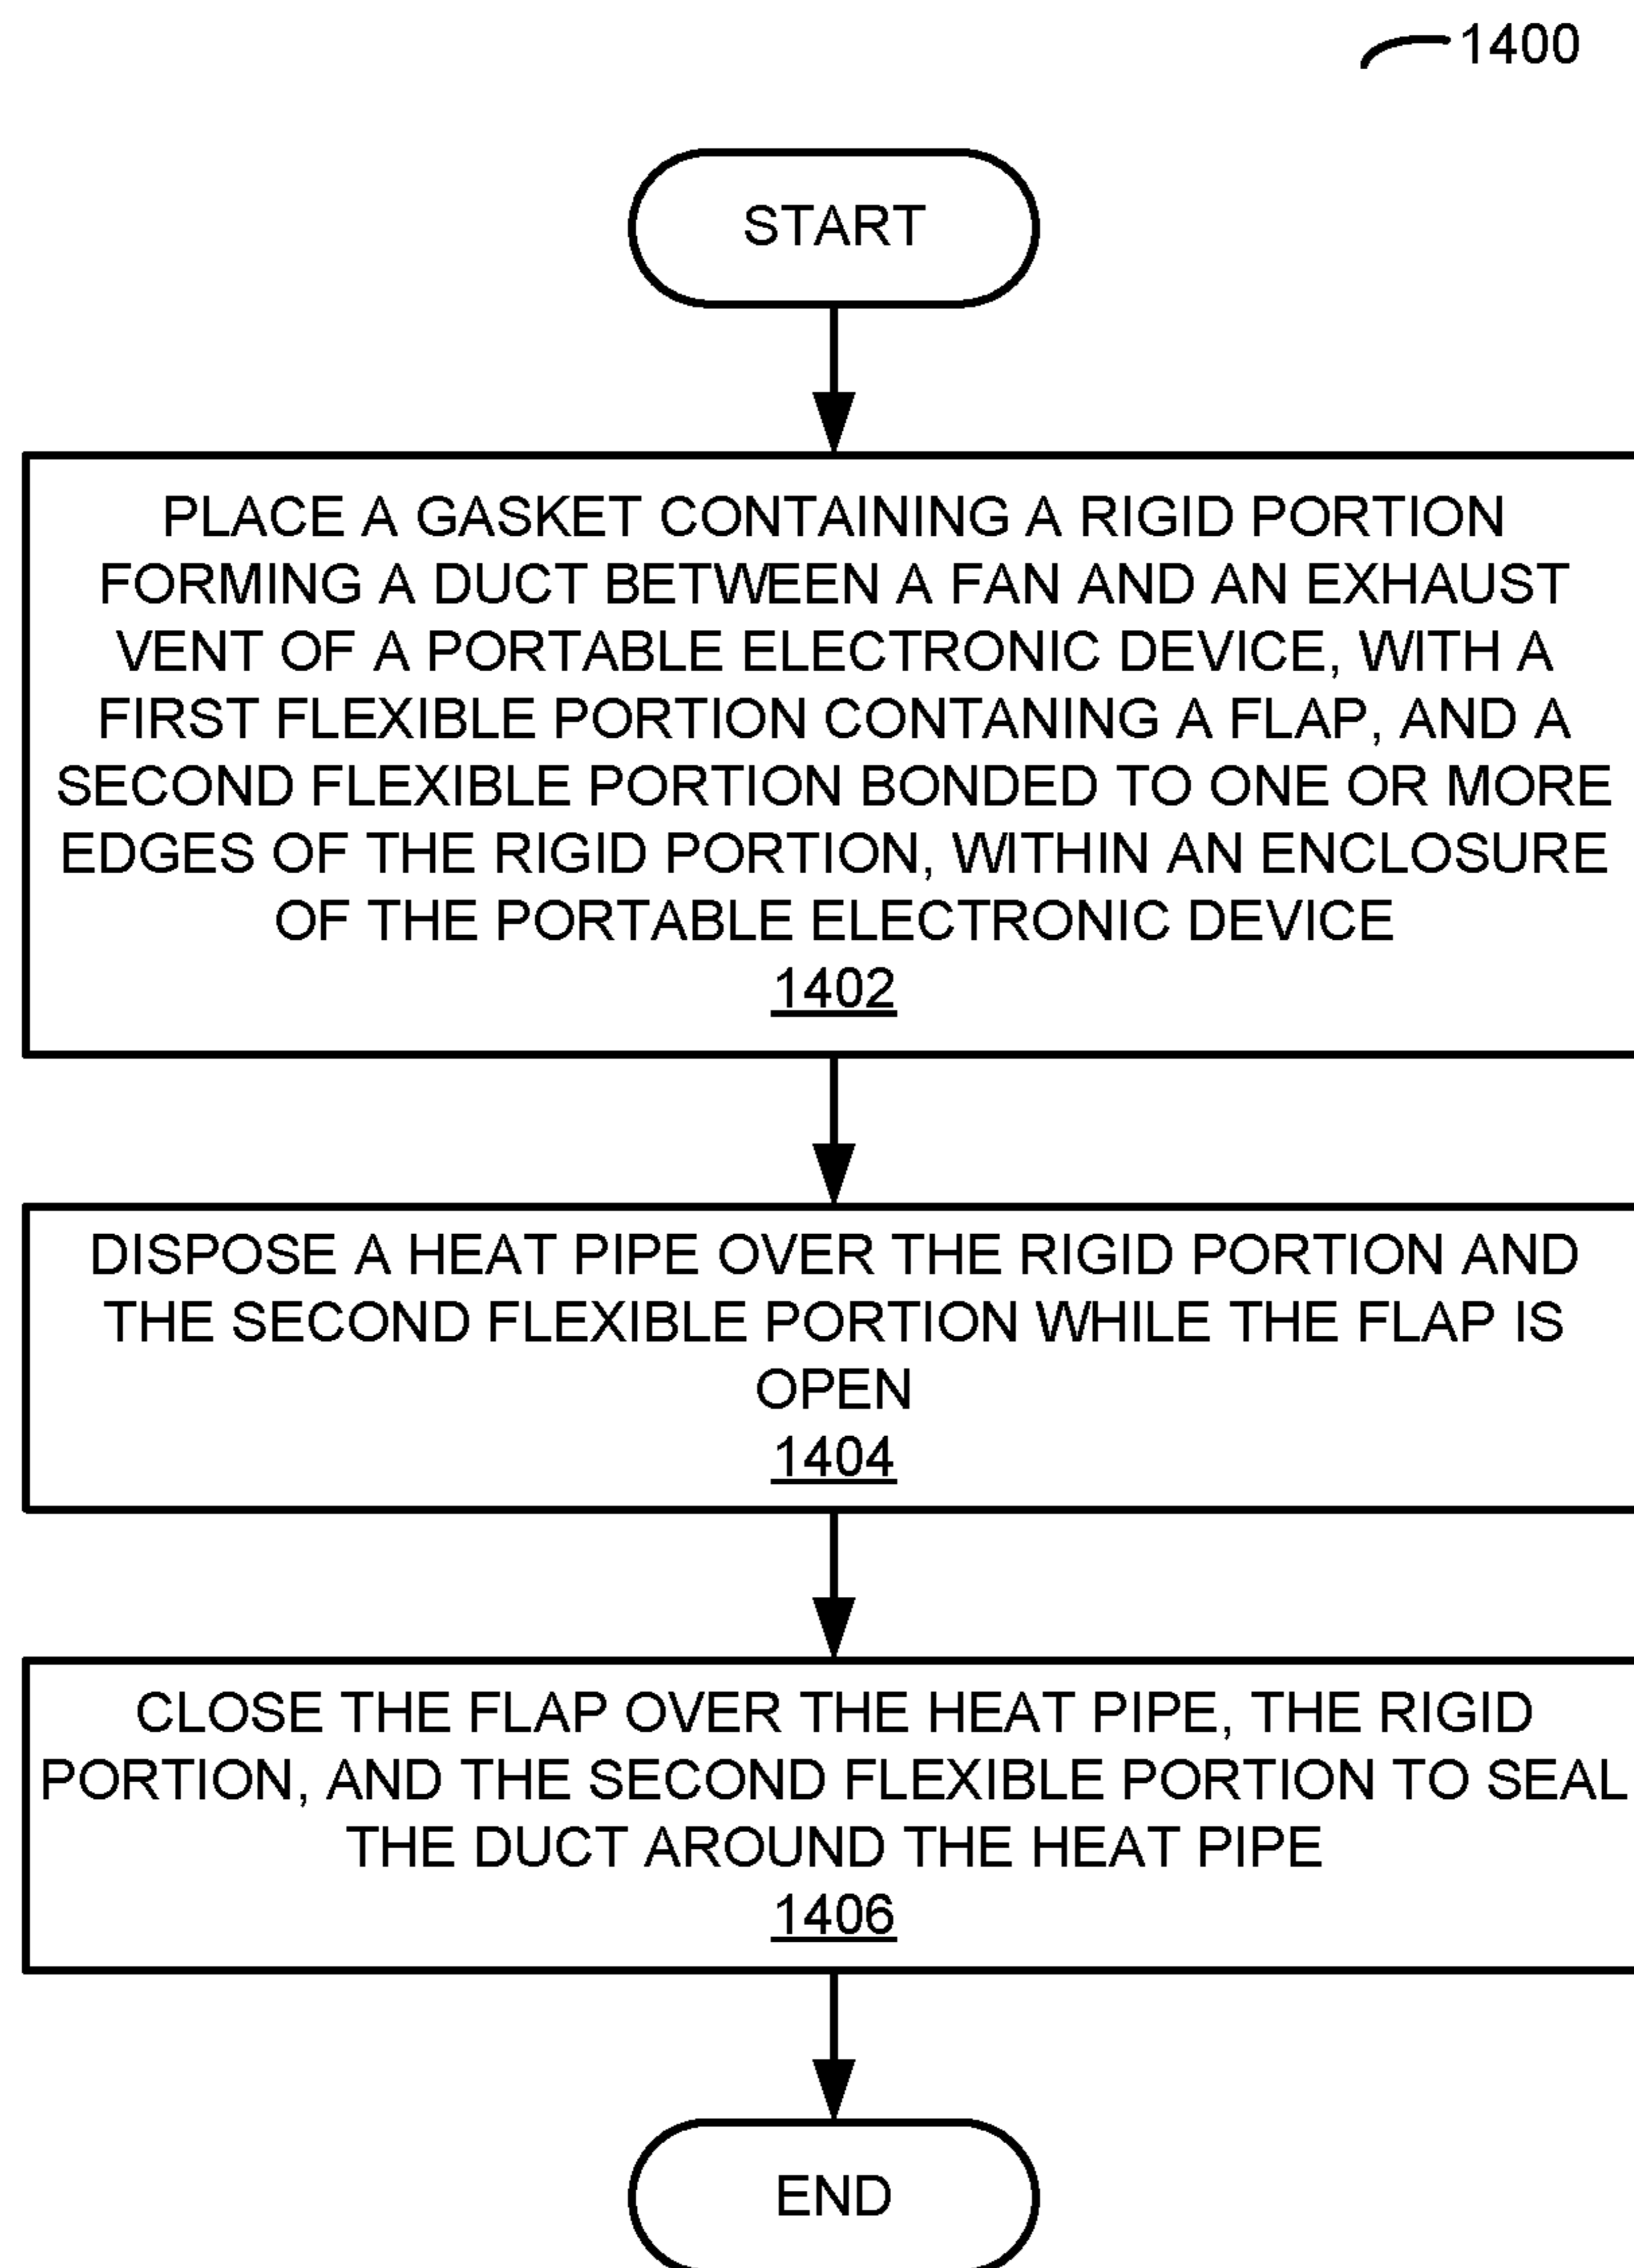 1400
START
PLACE A GASKET CONTAINING A RIGID PORTION
FORMING A DUCT BETWEEN A FAN AND AN EXHAUST
VENT OF A PORTABLE ELECTRONIC DEVICE, WITH A
FIRST FLEXIBLE PORTION CONTANING A FLAP, AND A
SECOND FLEXIBLE PORTION BONDED TO ONE OR MORE
EDGES OF THE RIGID PORTION, WITHIN AN ENCLOSURE
OF THE PORTABLE ELECTRONIC DEVICE
1402
DISPOSE A HEAT PIPE OVER THE RIGID PORTION AND
THE SECOND FLEXIBLE PORTION WHILE THE FLAP IS
OPEN
1404
CLOSE THE FLAP OVER THE HEAT PIPE, THE RIGID
PORTION, AND THE SECOND FLEXIBLE PORTION TO SEAL
THE DUCT AROUND THE HEAT PIPE
1406
END